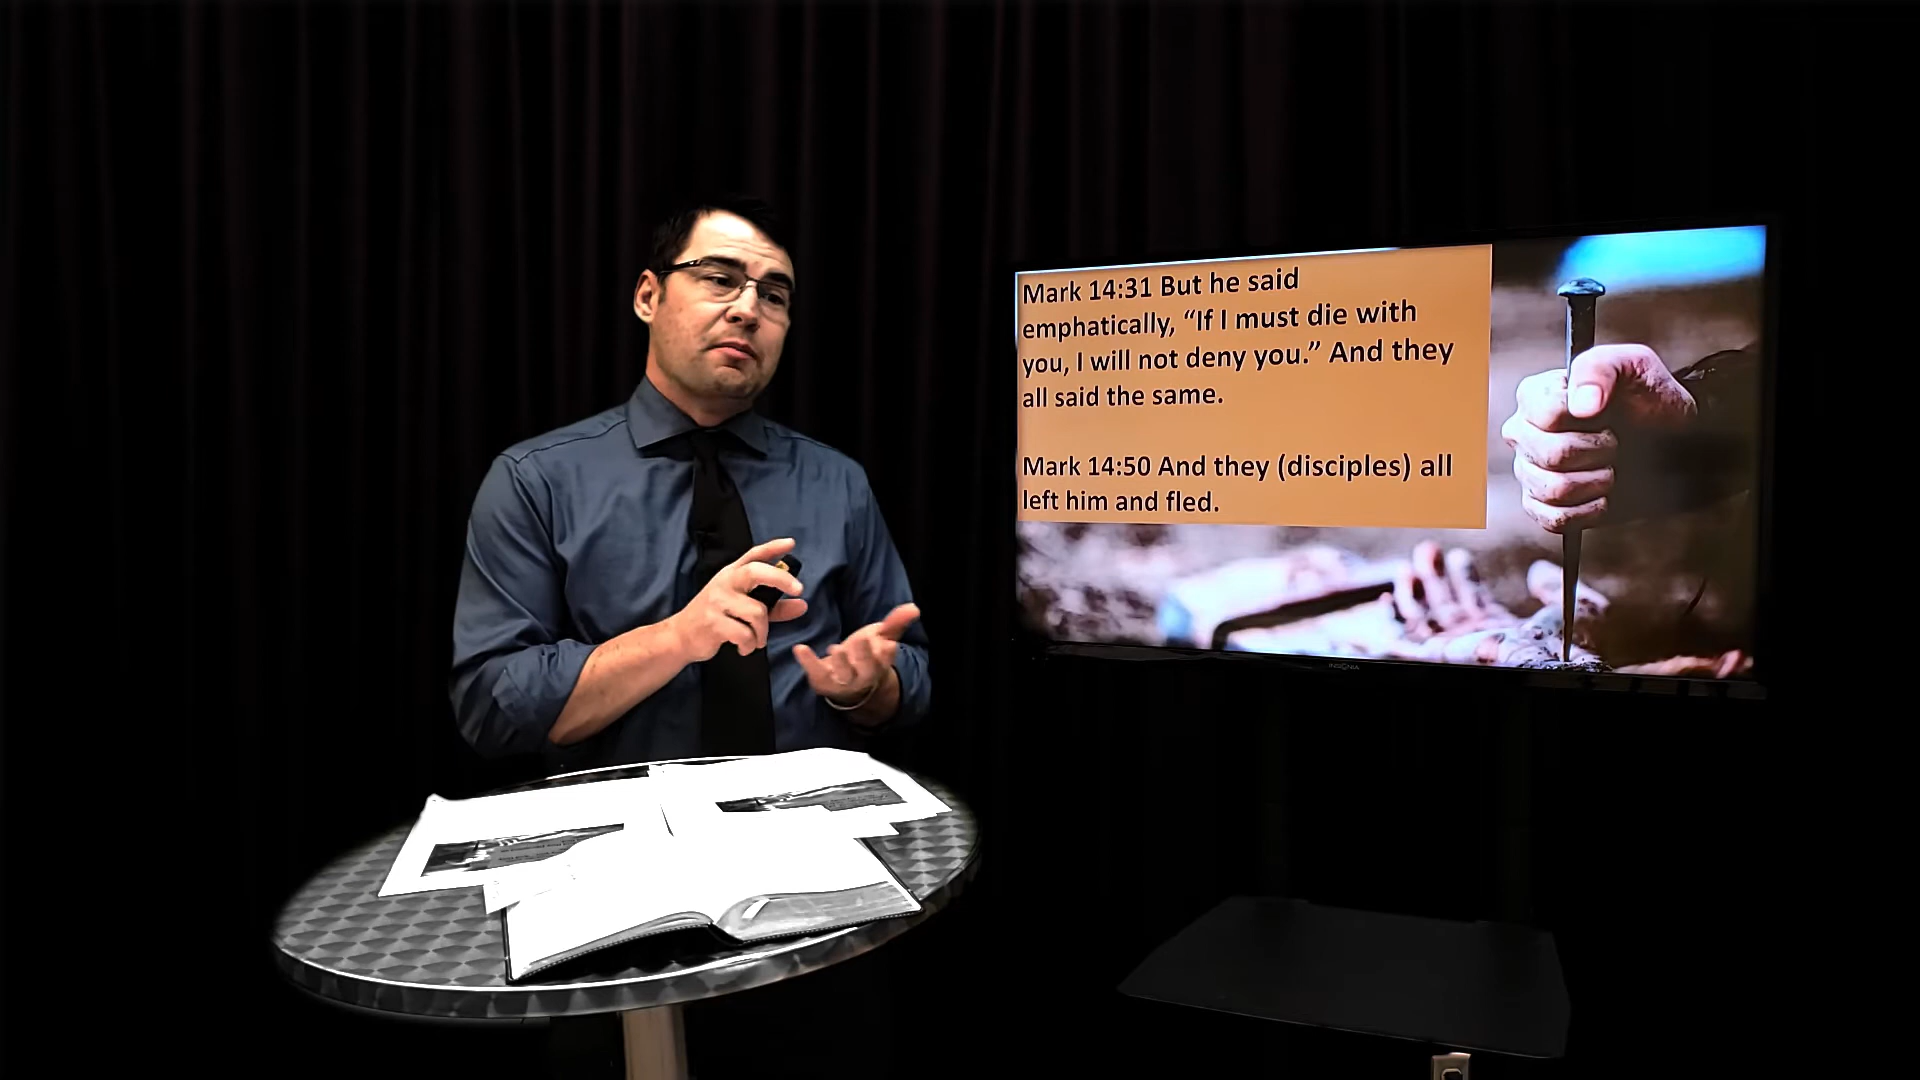 Mark 14:31 But he said
emphatically, “If I must die with
you, I will not deny you.” And they
all said the same.
Mark 14:50 And they (disciples) all
left him and fled.
INSIGNIA